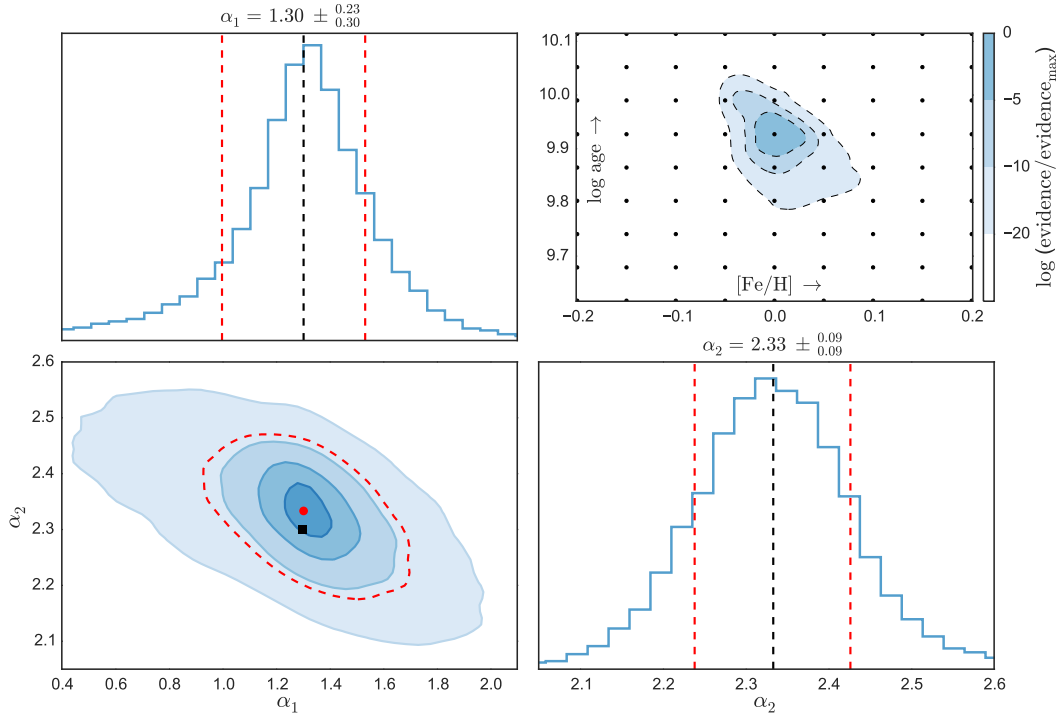 α₁ = 1.30 ± 0.23 0.30
10.1
10.0
9.9
9.8
9.7
log age →
[Fe/H] →
−0.2 −0.1 0.0 0.1 0.2
0
−5
−10
−20
log (evidence/evidence_max)
α₂ = 2.33 ± 0.09 0.09
2.6
2.5
2.4
2.3
2.2
2.1
α₂
0.4 0.6 0.8 1.0 1.2 1.4 1.6 1.8 2.0
α₁
2.1 2.2 2.3 2.4 2.5 2.6
α₂